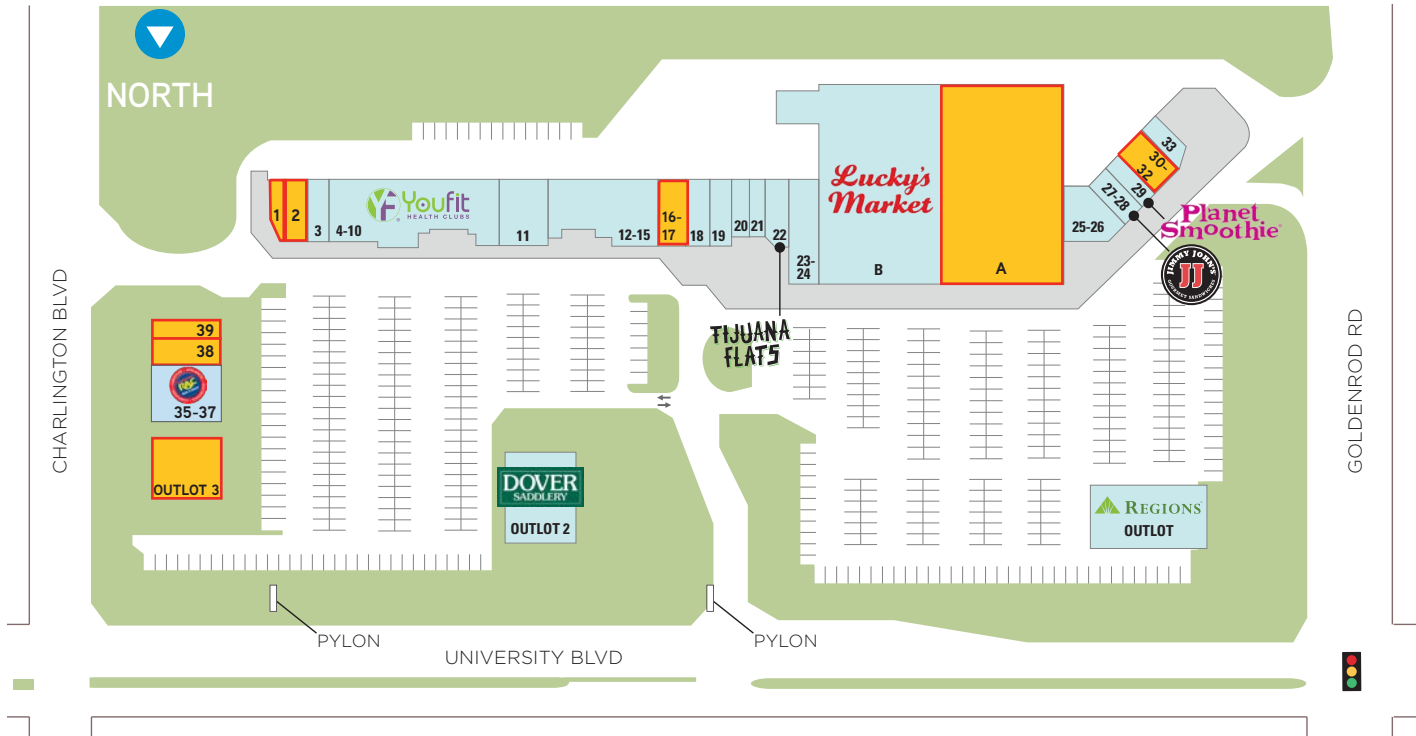 NORTH
CHARLINGTON BLVD
GOLDENROD RD
1
2
3
4-10
Youfit
HEALTH CLUBS
11
12-15
16-
17
18
19
20
21
22
23-
24
Lucky's
Market
B
A
25-26
27-28
29
30-
32
33
Planet
Smoothie
JIMMY JOHN'S
JJ
GOURMET SANDWICHES
TIJUANA
FLATS
39
38
35-37
OUTLOT 3
DOVER
SADDLERY
OUTLOT 2
REGIONS
OUTLOT
PYLON
PYLON
UNIVERSITY BLVD